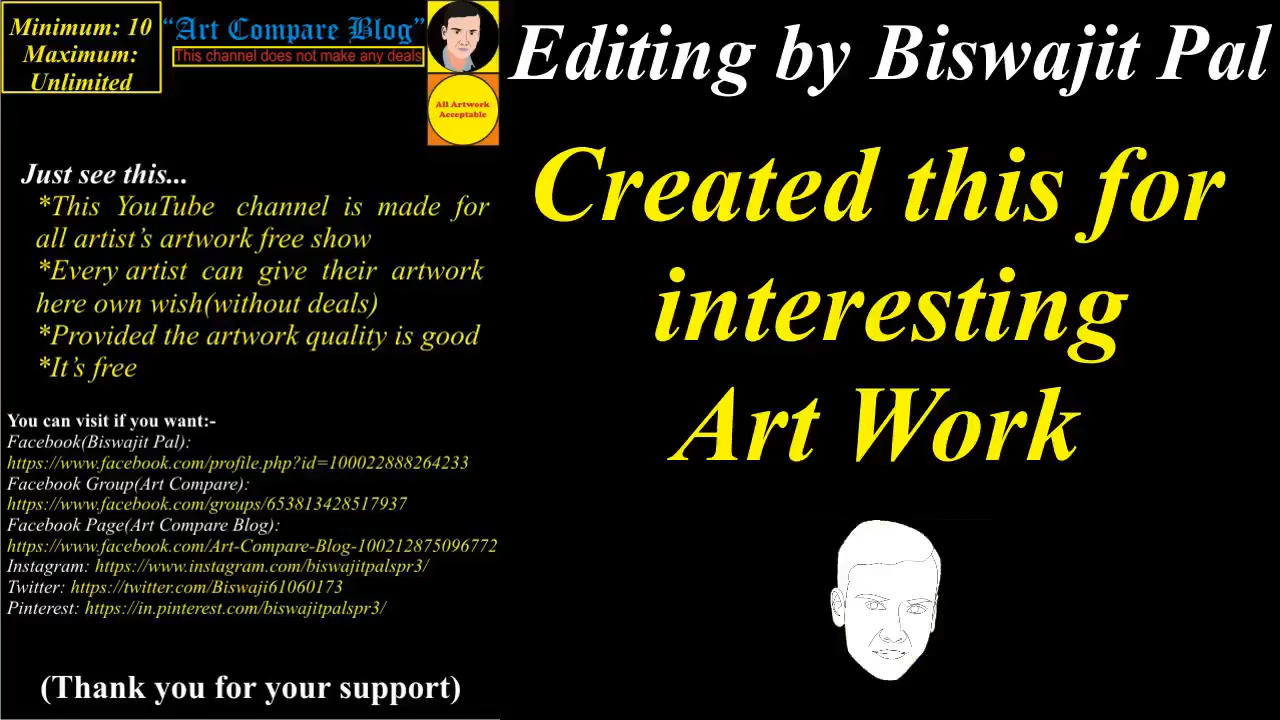 Minimum: 10
Maximum:
Unlimited
“Art Compare Blog”
This channel does not make any deals
All Artwork
Acceptable
Just see this...
*This YouTube channel is made for
all artist’s artwork free show
*Every artist can give their artwork
here own wish(without deals)
*Provided the artwork quality is good
*It’s free
You can visit if you want:-
Facebook(Biswajit Pal):
https://www.facebook.com/profile.php?id=100022888264233
Facebook Group(Art Compare):
https://www.facebook.com/groups/653813428517937
Facebook Page(Art Compare Blog):
https://www.facebook.com/Art-Compare-Blog-100212875096772
Instagram: https://www.instagram.com/biswajitpalspr3/
Twitter: https://twitter.com/Biswaji61060173
Pinterest: https://in.pinterest.com/biswajitpalspr3/
(Thank you for your support)
Editing by Biswajit Pal
Created this for
interesting
Art Work